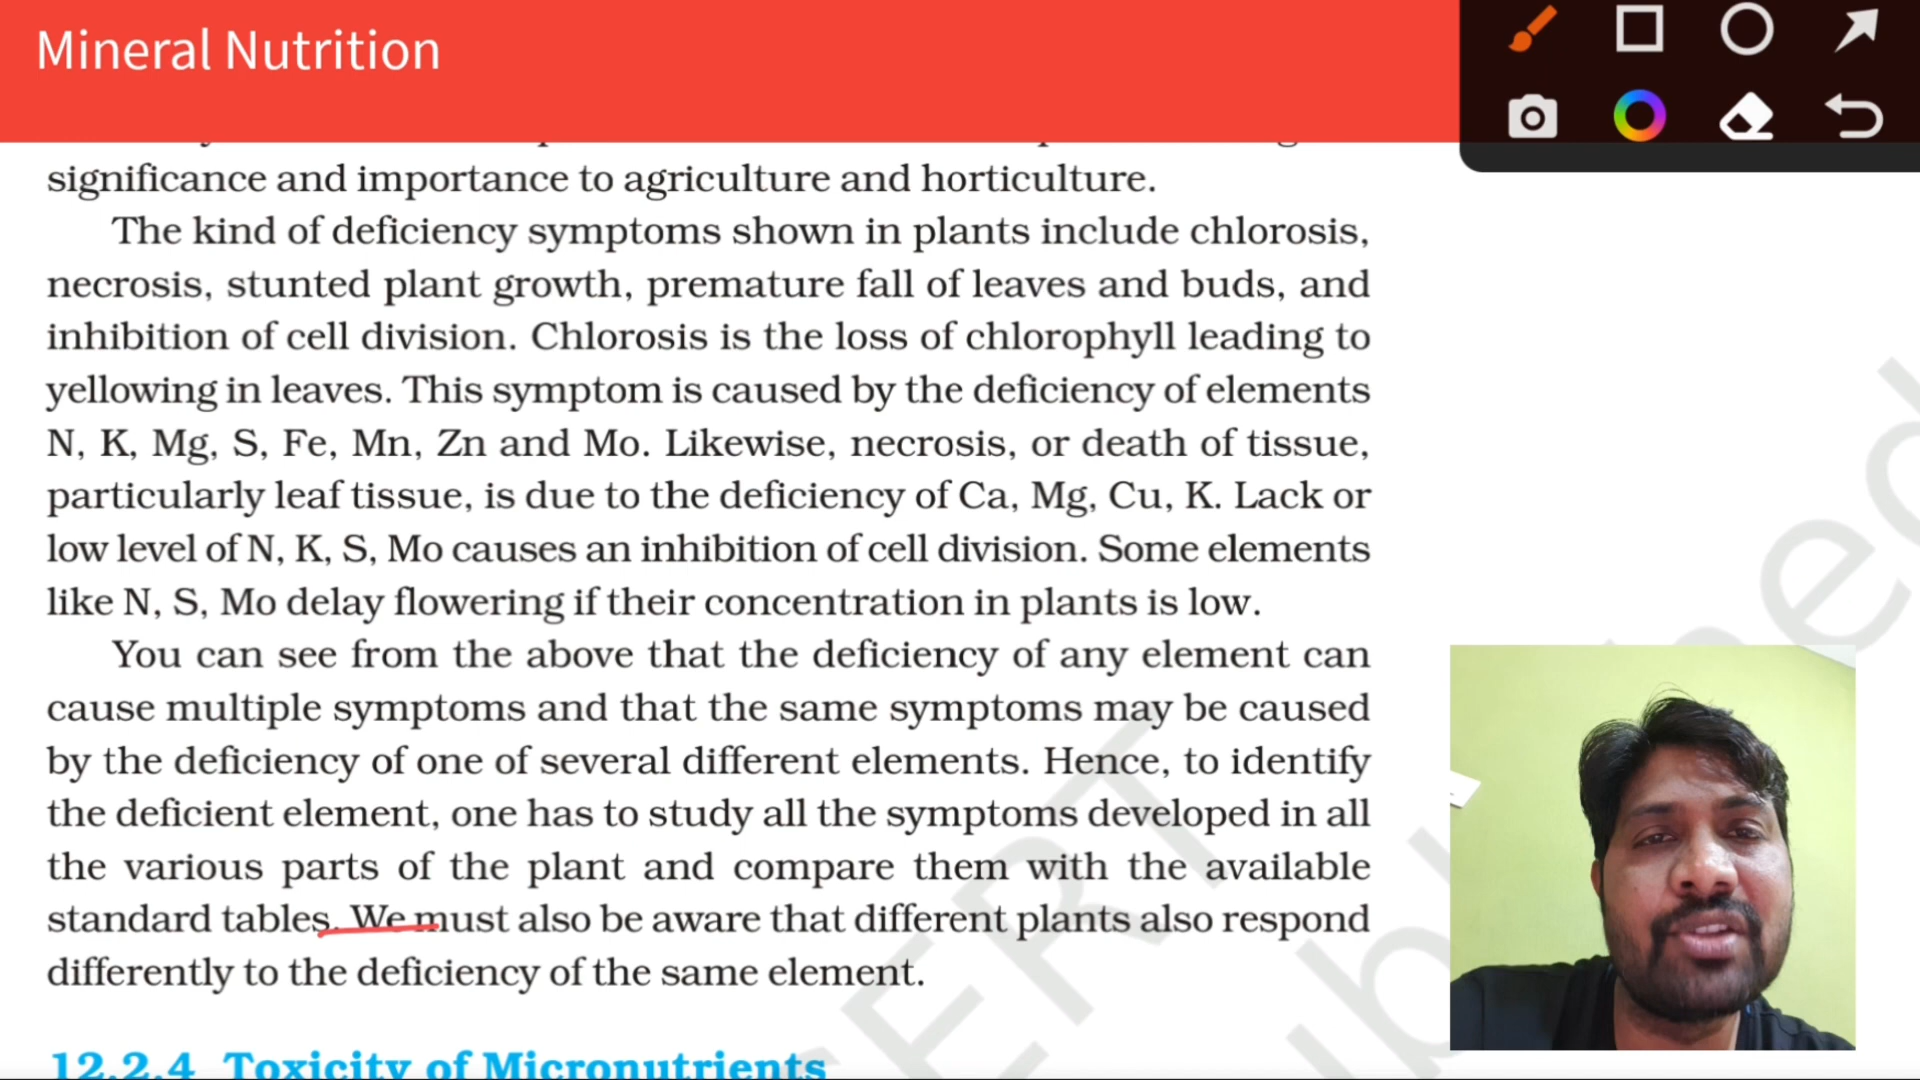 Mineral Nutrition
significance and importance to agriculture and horticulture.
The kind of deficiency symptoms shown in plants include chlorosis,
necrosis, stunted plant growth, premature fall of leaves and buds, and
inhibition of cell division. Chlorosis is the loss of chlorophyll leading to
yellowing in leaves. This symptom is caused by the deficiency of elements
N, K, Mg, S, Fe, Mn, Zn and Mo. Likewise, necrosis, or death of tissue,
particularly leaf tissue, is due to the deficiency of Ca, Mg, Cu, K. Lack or
low level of N, K, S, Mo causes an inhibition of cell division. Some elements
like N, S, Mo delay flowering if their concentration in plants is low.
You can see from the above that the deficiency of any element can
cause multiple symptoms and that the same symptoms may be caused
by the deficiency of one of several different elements. Hence, to identify
the deficient element, one has to study all the symptoms developed in all
the various parts of the plant and compare them with the available
standard tables. We must also be aware that different plants also respond
differently to the deficiency of the same element.
12.2.4 Toxicity of Micronutrients